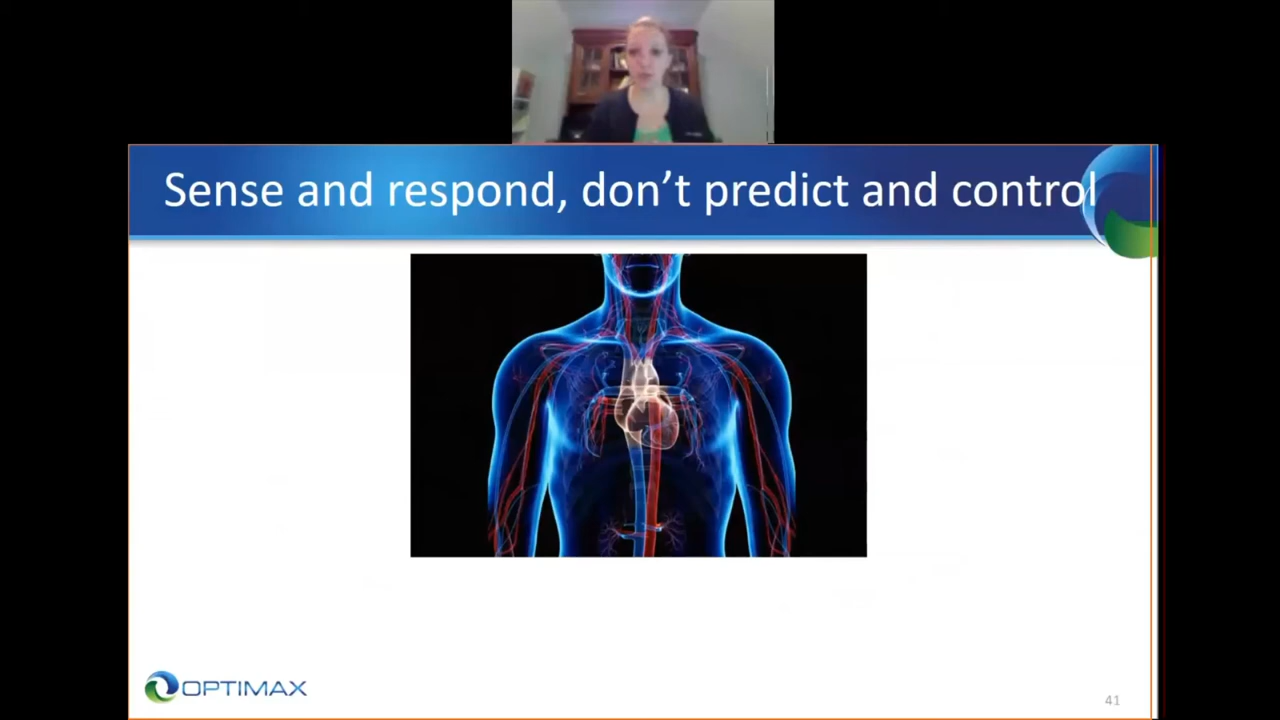 Sense and respond, don’t predict and control
OPTIMAX
41